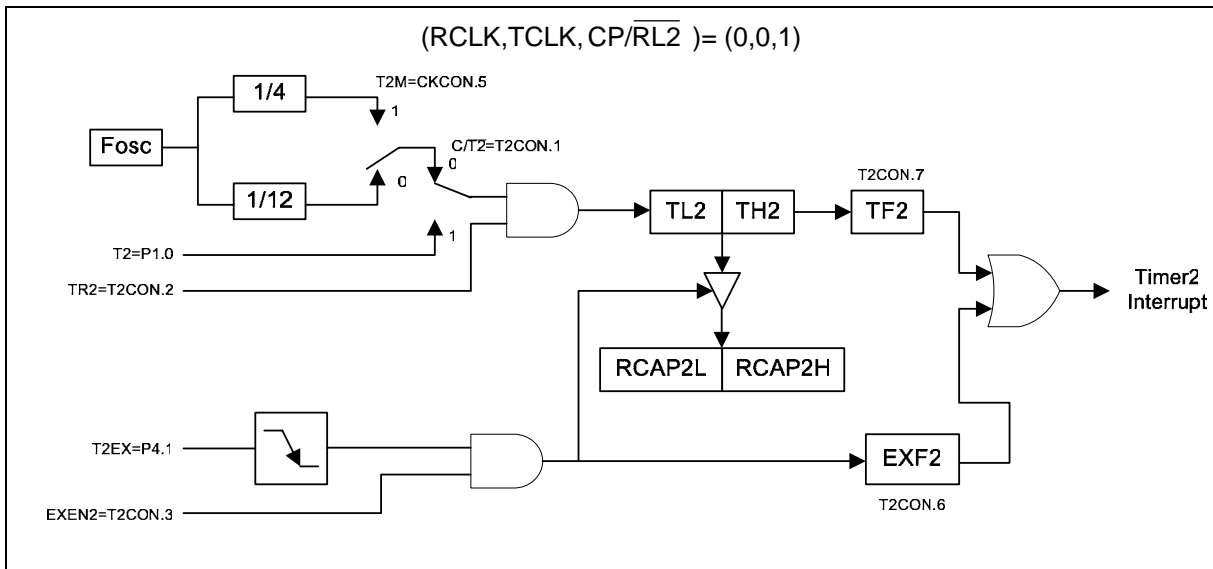 (RCLK,TCLK, CP/RL2 )= (0,0,1)
T2M=CKCON.5
1/4
1
Fosc
C/T2=T2CON.1
0
0
1/12
T2CON.7
TL2
TH2
TF2
1
T2=P1.0
TR2=T2CON.2
Timer2
Interrupt
RCAP2L
RCAP2H
T2EX=P4.1
EXF2
T2CON.6
EXEN2=T2CON.3